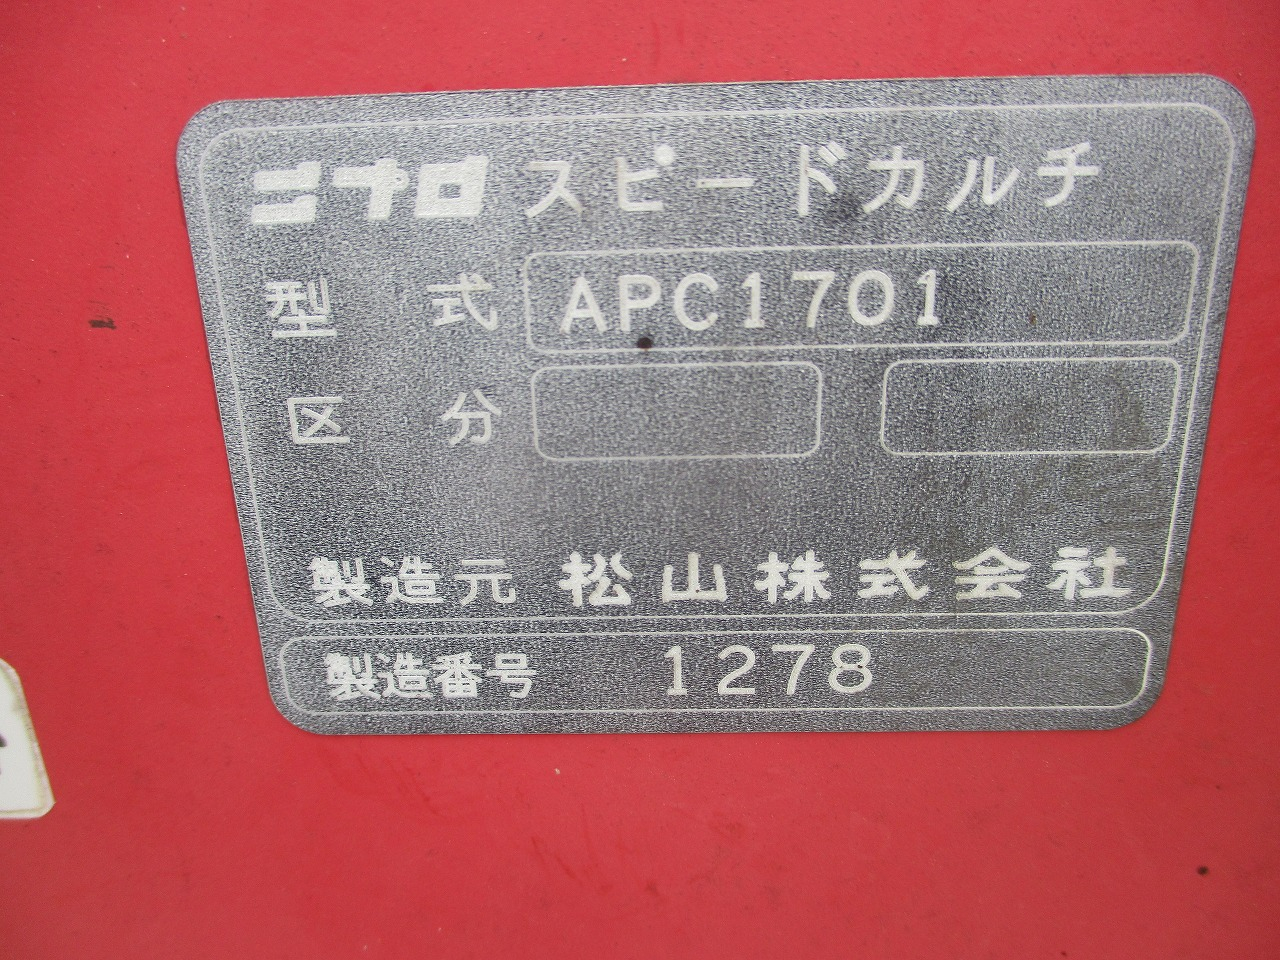 ニプロ スピードカルチ
型式 APC1701
区分
製造元 松山株式会社
製造番号 1278